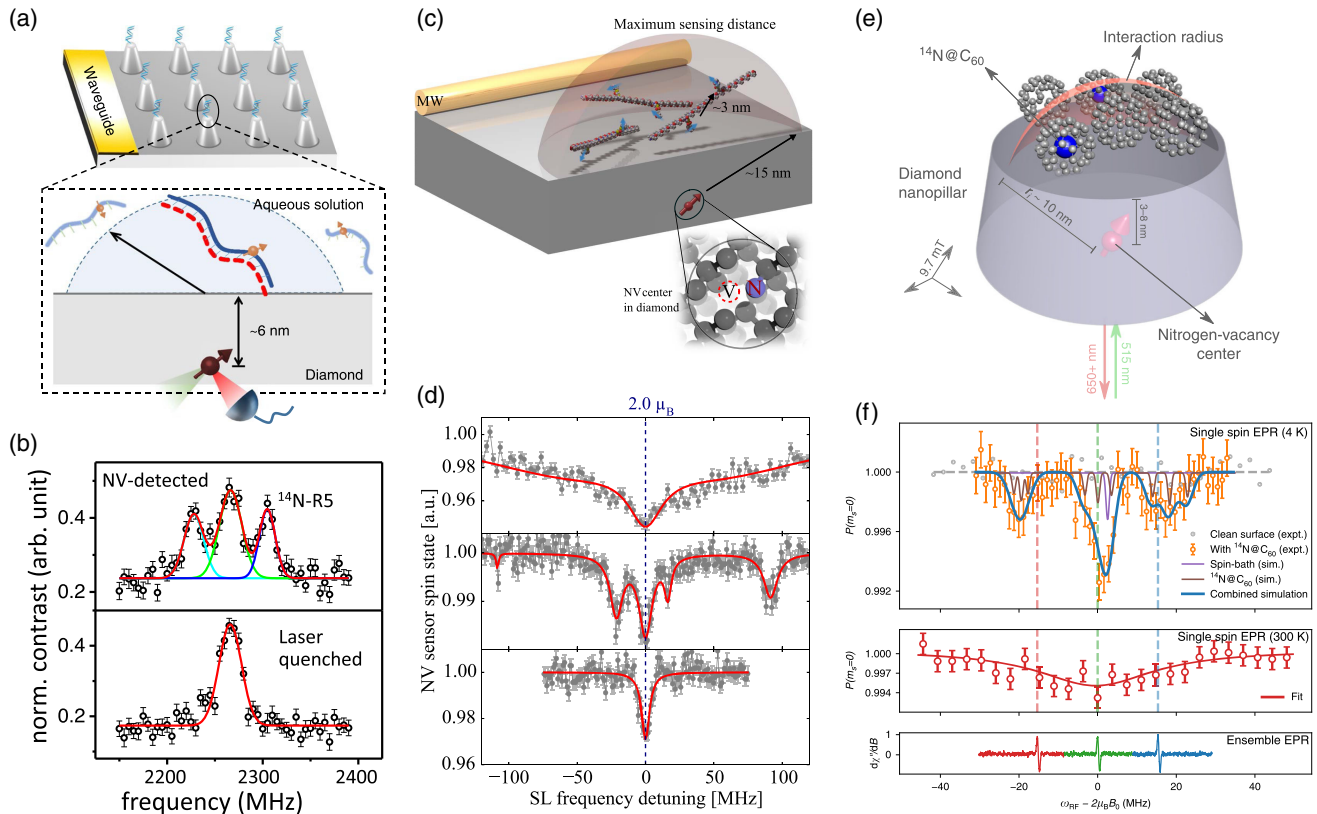 (a)
Waveguide
Aqueous solution
~6 nm
Diamond
(b)
NV-detected
14N-R5
0.4
0.2
Laser
quenched
0.4
0.2
norm. contrast (arb. unit)
2200
2300
2400
frequency (MHz)
(c)
Maximum sensing distance
MW
~3 nm
~15 nm
NV center
in diamond
V
N
(d)
2.0 μB
1.00
0.98
0.96
1.00
0.99
1.00
0.98
0.96
NV sensor spin state [a.u.]
−100
−50
0
50
100
SL frequency detuning [MHz]
(e)
14N@C60
Interaction radius
Diamond
nanopillar
ri ~ 10 nm
3–8 nm
9.7 mT
Nitrogen-vacancy
center
650+ nm
515 nm
(f)
Single spin EPR (4 K)
1.000
0.996
0.992
P(ms=0)
Clean surface (expt.)
With 14N@C60 (expt.)
Spin-bath (sim.)
14N@C60 (sim.)
Combined simulation
Single spin EPR (300 K)
1.000
0.997
0.994
P(ms=0)
Fit
Ensemble EPR
1
0
dχ″/dB
−40
−20
0
20
40
ωRF − 2μBB0 (MHz)